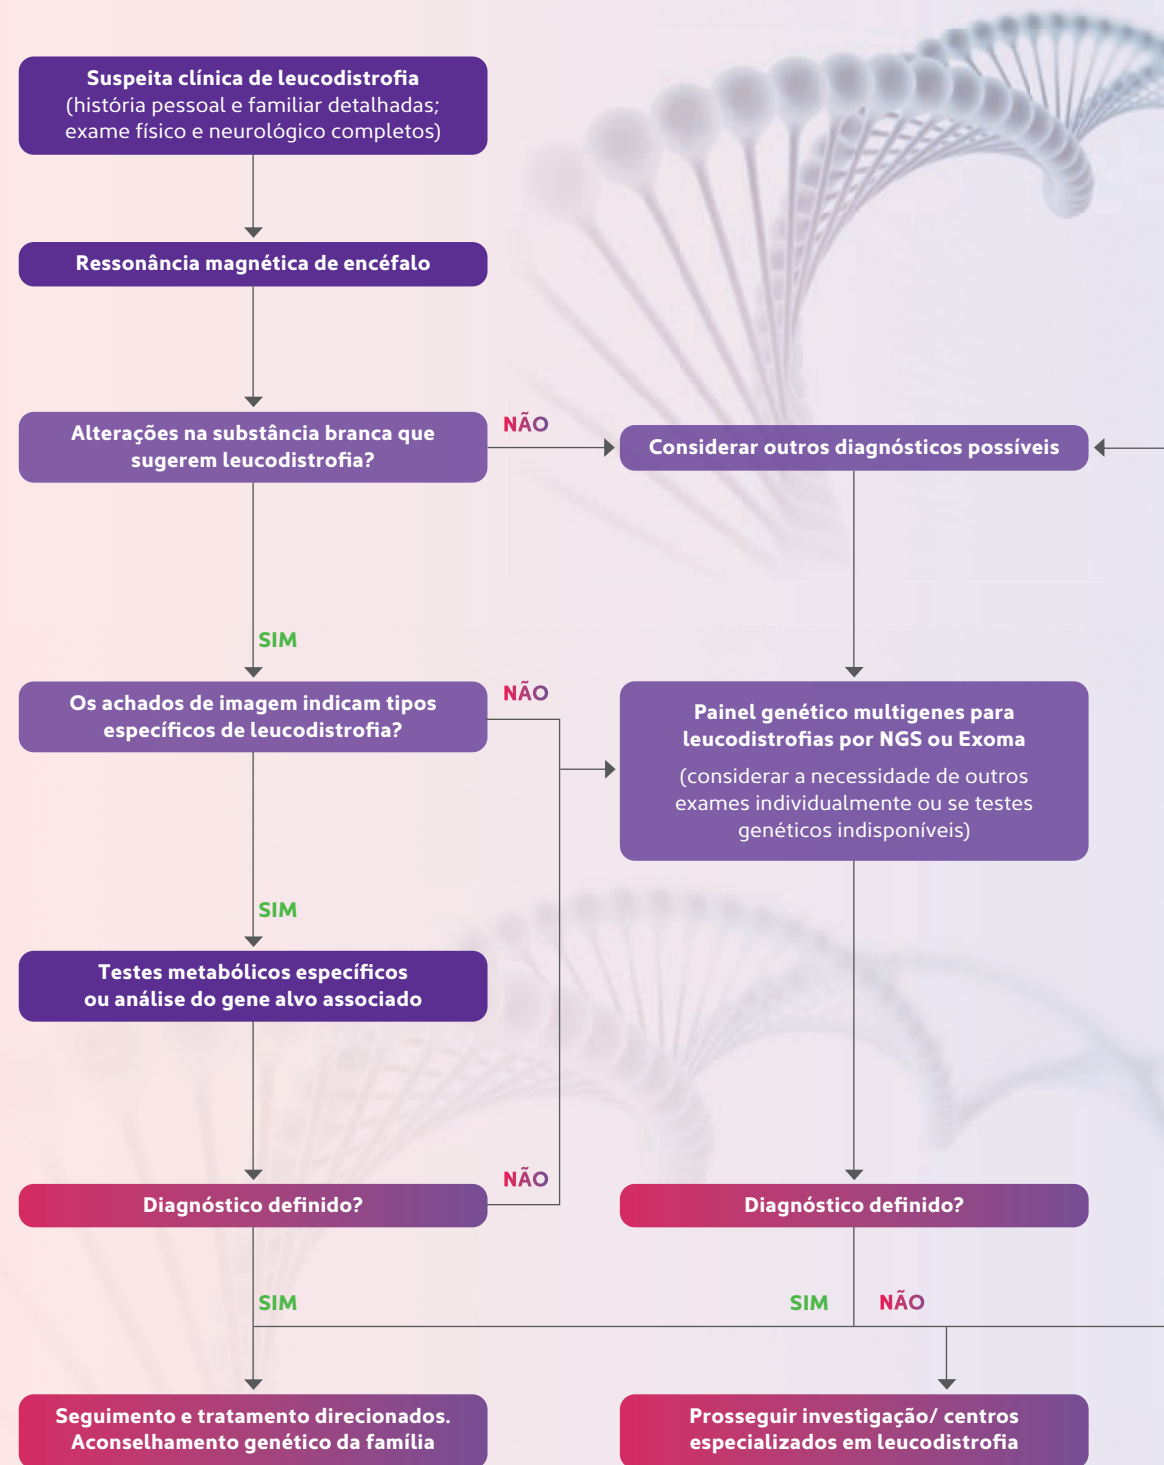 Suspeita clínica de leucodistrofia
(história pessoal e familiar detalhadas;
exame físico e neurológico completos)
Ressonância magnética de encéfalo
Alterações na substância branca que
sugerem leucodistrofia?
NÃO
Considerar outros diagnósticos possíveis
SIM
Os achados de imagem indicam tipos
específicos de leucodistrofia?
NÃO
Painel genético multigenes para
leucodistrofias por NGS ou Exoma
(considerar a necessidade de outros
exames individualmente ou se testes
genéticos indisponíveis)
SIM
Testes metabólicos específicos
ou análise do gene alvo associado
Diagnóstico definido?
NÃO
Diagnóstico definido?
SIM
SIM
NÃO
Seguimento e tratamento direcionados.
Aconselhamento genético da família
Prosseguir investigação/ centros
especializados em leucodistrofia